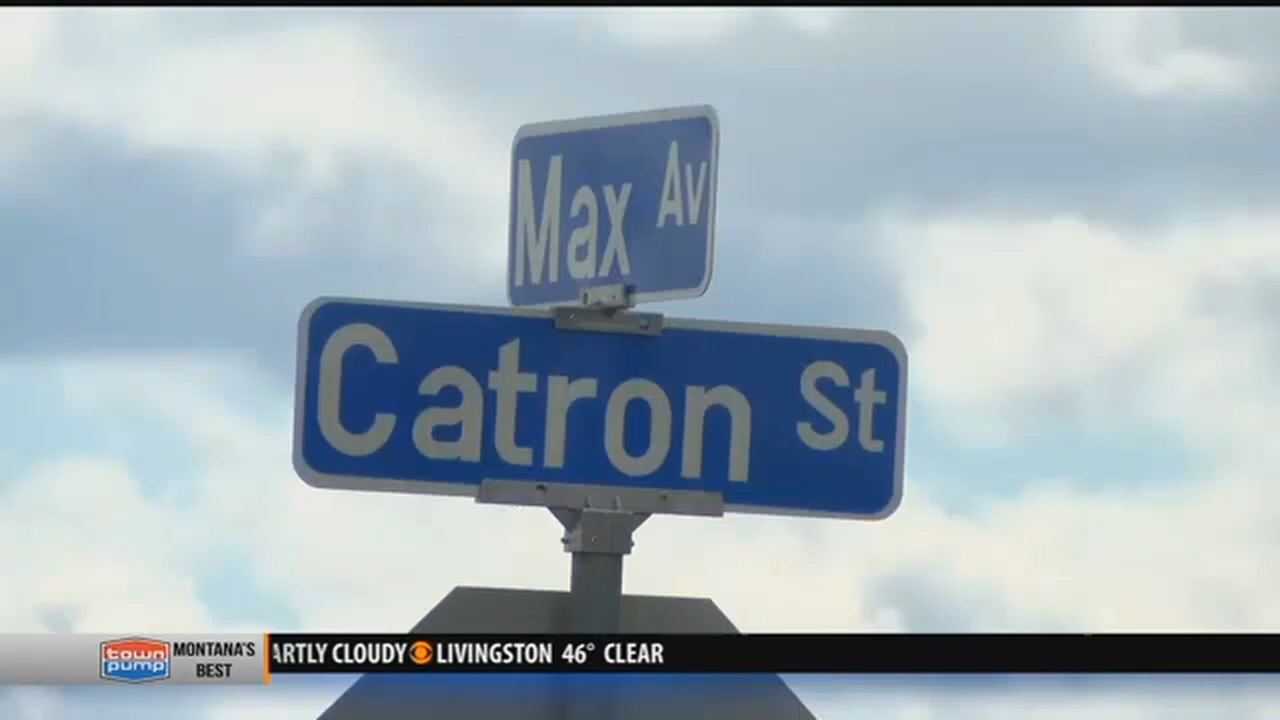 Max Av
Catron St
town pump
MONTANA'S BEST
ARTLY CLOUDY LIVINGSTON 46° CLEAR